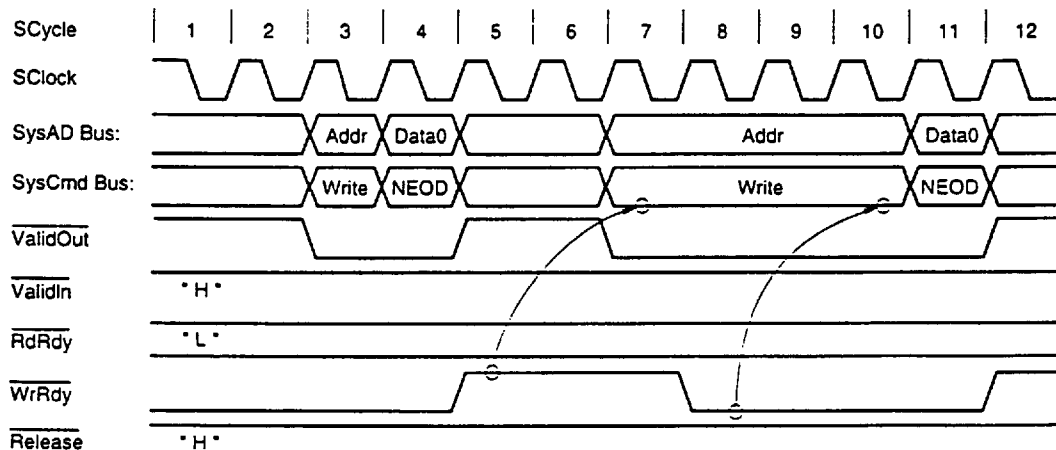 SCycle 1 2 3 4 5 6 7 8 9 10 11 12
SClock
SysAD Bus: Addr Data0 Addr Data0
SysCmd Bus: Write NEOD Write NEOD
ValidOut
ValidIn "H"
RdRdy "L"
WrRdy
Release "H"